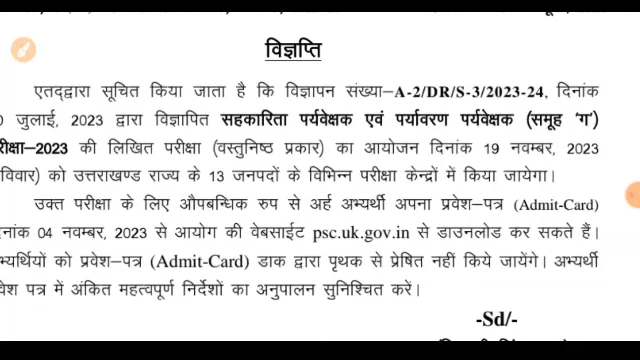 विज्ञप्ति
एतद्द्वारा सूचित किया जाता है कि विज्ञापन संख्या–A-2/DR/S-3/2023-24, दिनांक
0 जुलाई, 2023 द्वारा विज्ञापित सहकारिता पर्यवेक्षक एवं पर्यावरण पर्यवेक्षक (समूह 'ग')
रीक्षा–2023 की लिखित परीक्षा (वस्तुनिष्ठ प्रकार) का आयोजन दिनांक 19 नवम्बर, 2023
विवार) को उत्तराखण्ड राज्य के 13 जनपदों के विभिन्न परीक्षा केन्द्रों में किया जायेगा।
उक्त परीक्षा के लिए औपबन्धिक रुप से अर्ह अभ्यर्थी अपना प्रवेश–पत्र (Admit-Card)
नांक 04 नवम्बर, 2023 से आयोग की वेबसाईट psc.uk.gov.in से डाउनलोड कर सकते हैं।
भ्यर्थियों को प्रवेश–पत्र (Admit-Card) डाक द्वारा पृथक से प्रेषित नहीं किये जायेंगे। अभ्यर्थी
वेश पत्र में अंकित महत्वपूर्ण निर्देशों का अनुपालन सुनिश्चित करें।
-Sd/-